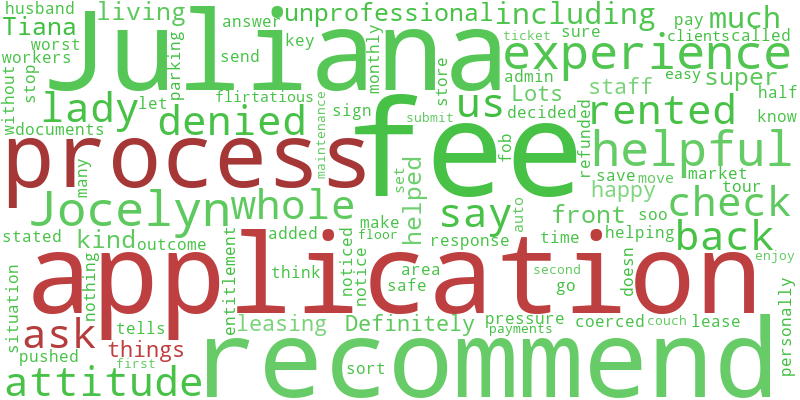 husband
living
unprofessional
including
much
Tiana
Juliana
answer
key
send
worst
workers
stop
without
documents
parking
monthly
store
ticket
sure
pay
clients
called
experience
admin
easy
super
half
know
lady
let
flirtatious
sign
submit
us
Lots
decided
staff
rented
denied
maintenance
fee
fob
refunded
helpful
process
many
set
save
move
market
tour
happy
check
Jocelyn
whole
helped
say
auto
front
soo
back
stated
kind
outcome
added
make
floor
noticed
notice
response
time
helping
doesn
enjoy
application
situation
nothing
entitlement
think
area
safe
second
go
personally
ask
things
tells
leasing
Definitely
pressure
payments
coerced
couch
lease
pushed
first
sort
attitude
recommend